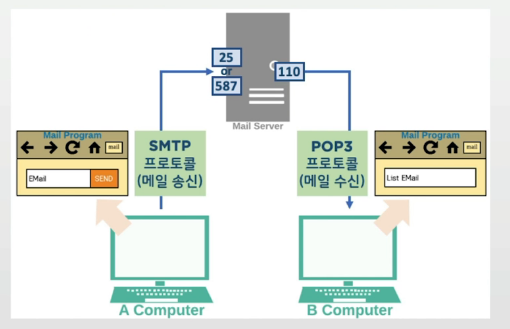 25
or
587
110
Mail Server
Mail Program
mail
EMail
SEND
SMTP
프로토콜
(메일 송신)
POP3
프로토콜
(메일 수신)
Mail Program
mail
List EMail
A Computer
B Computer